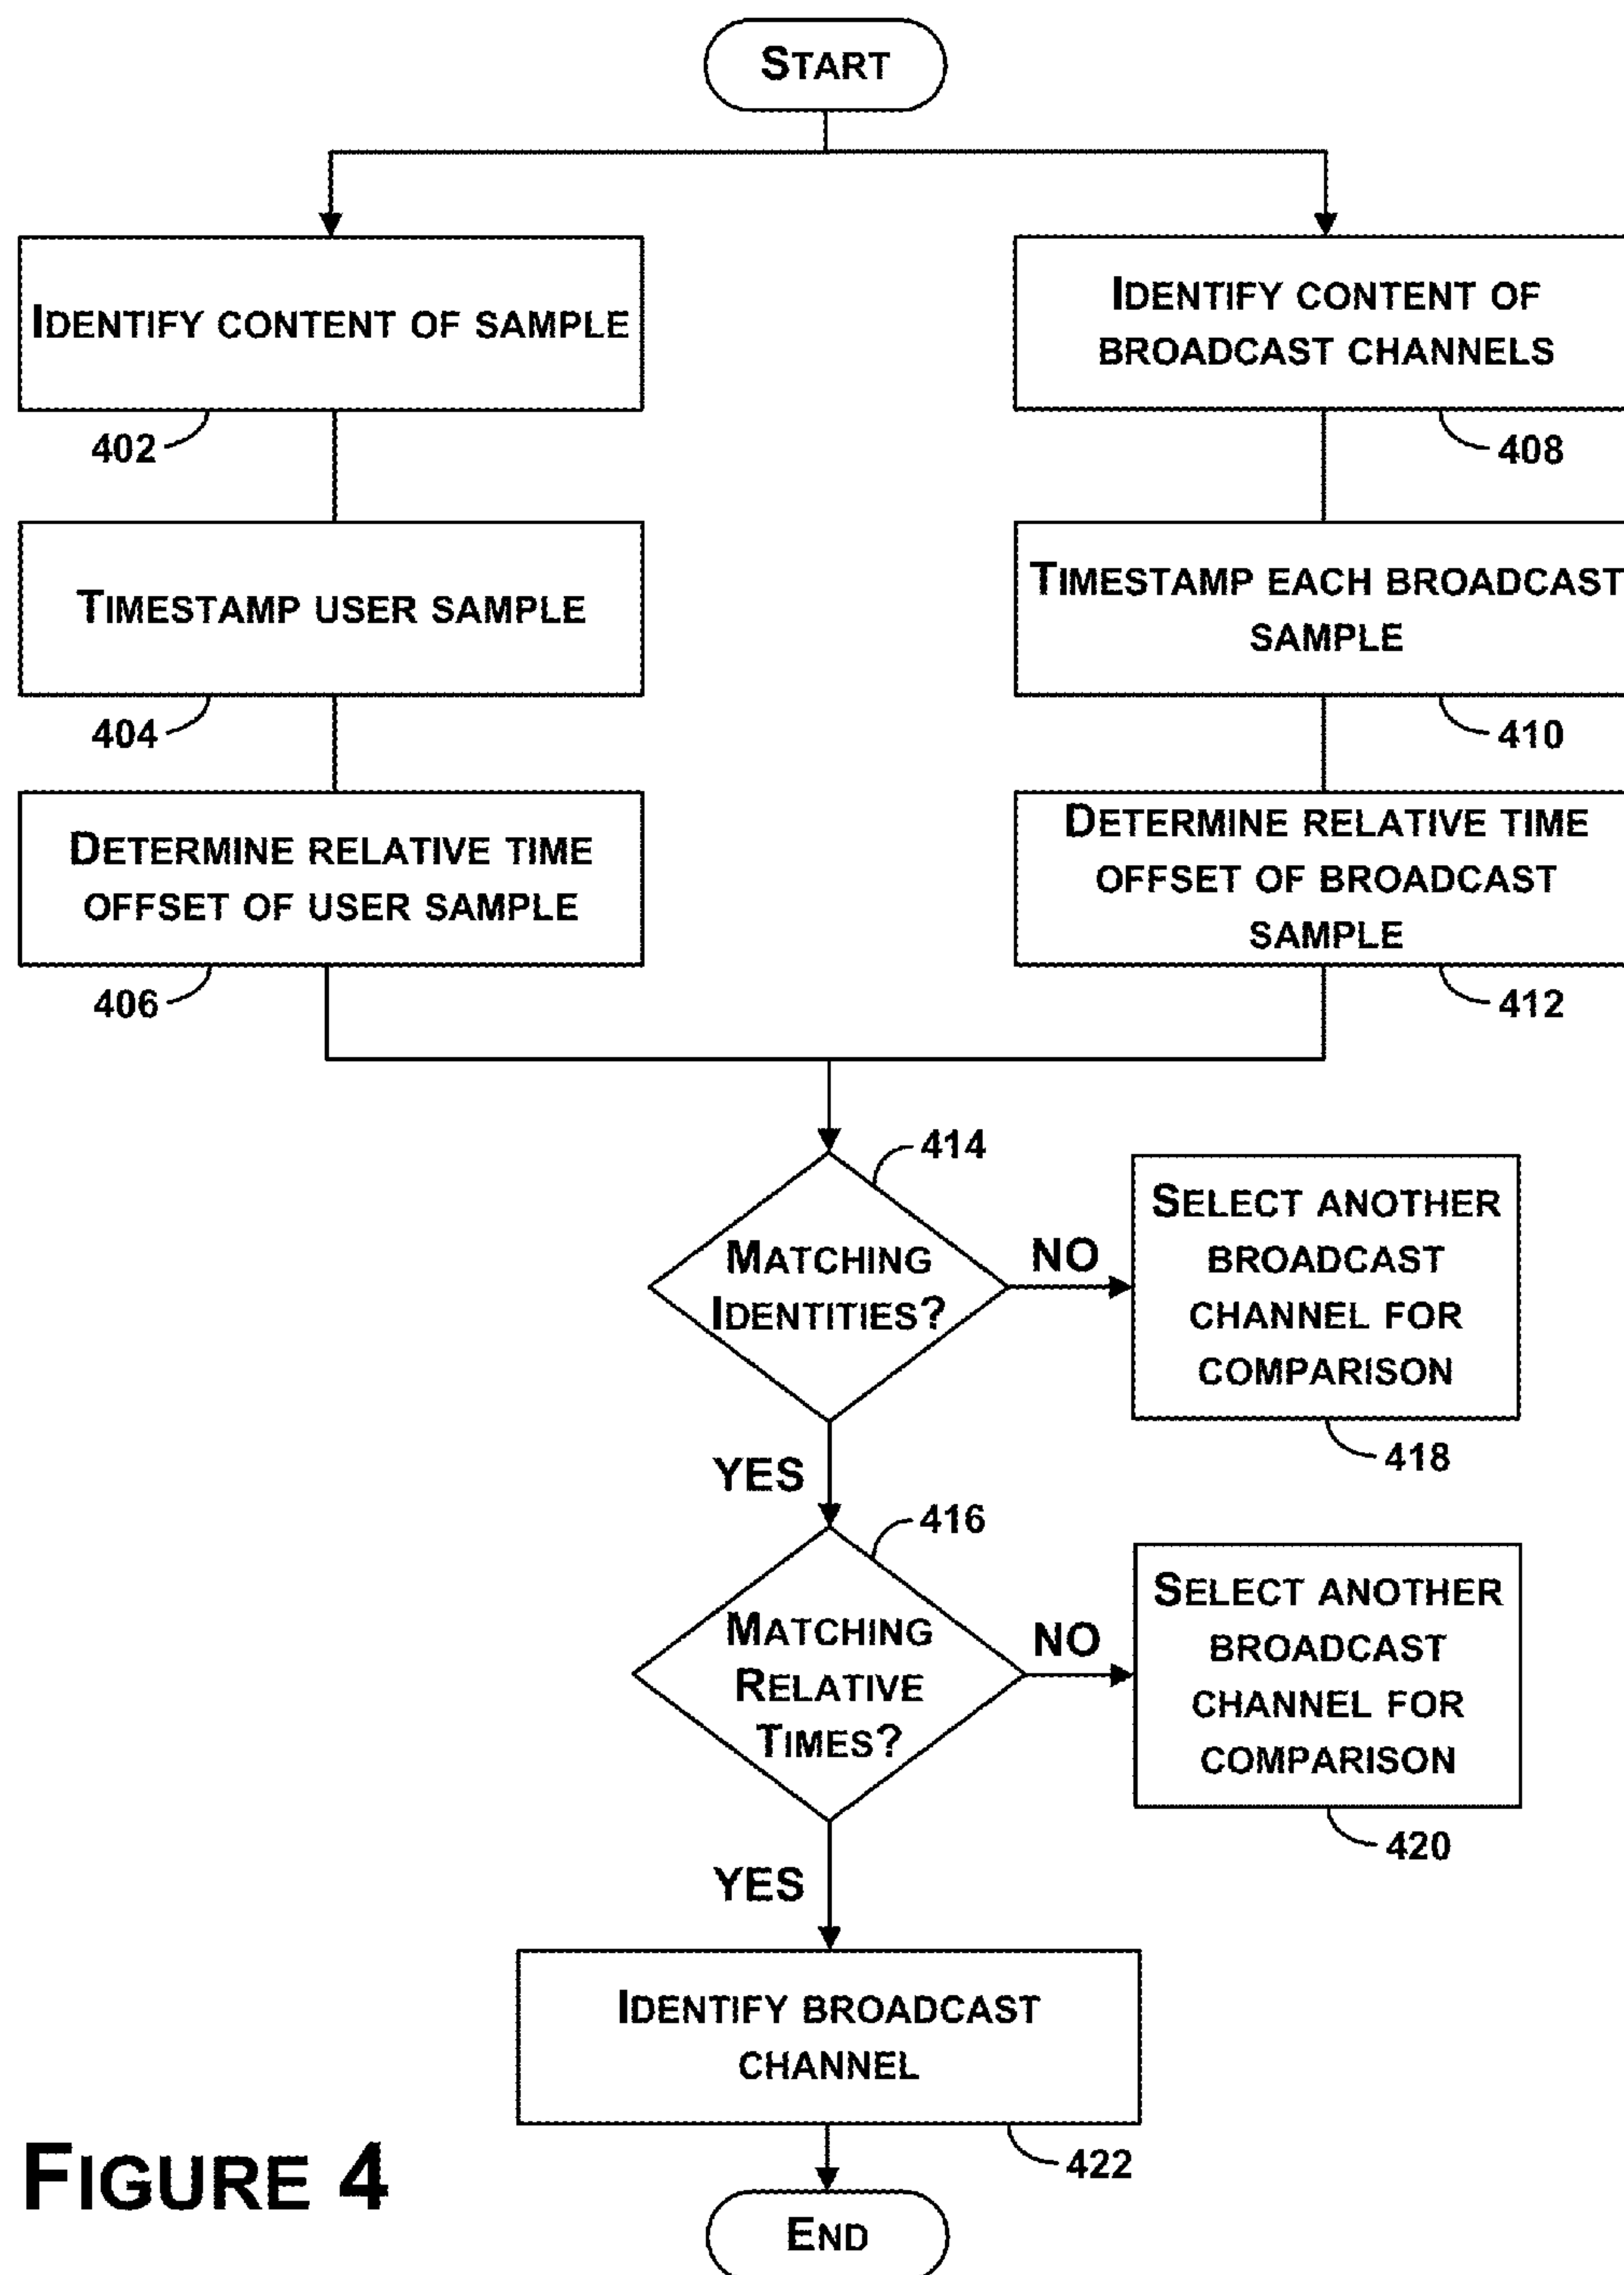 START
IDENTIFY CONTENT OF SAMPLE
402
IDENTIFY CONTENT OF
BROADCAST CHANNELS
408
TIMESTAMP USER SAMPLE
404
TIMESTAMP EACH BROADCAST
SAMPLE
410
DETERMINE RELATIVE TIME
OFFSET OF USER SAMPLE
406
DETERMINE RELATIVE TIME
OFFSET OF BROADCAST
SAMPLE
412
414
MATCHING
IDENTITIES?
NO
SELECT ANOTHER
BROADCAST
CHANNEL FOR
COMPARISON
418
YES
416
MATCHING
RELATIVE
TIMES?
NO
SELECT ANOTHER
BROADCAST
CHANNEL FOR
COMPARISON
420
YES
IDENTIFY BROADCAST
CHANNEL
422
END
FIGURE 4